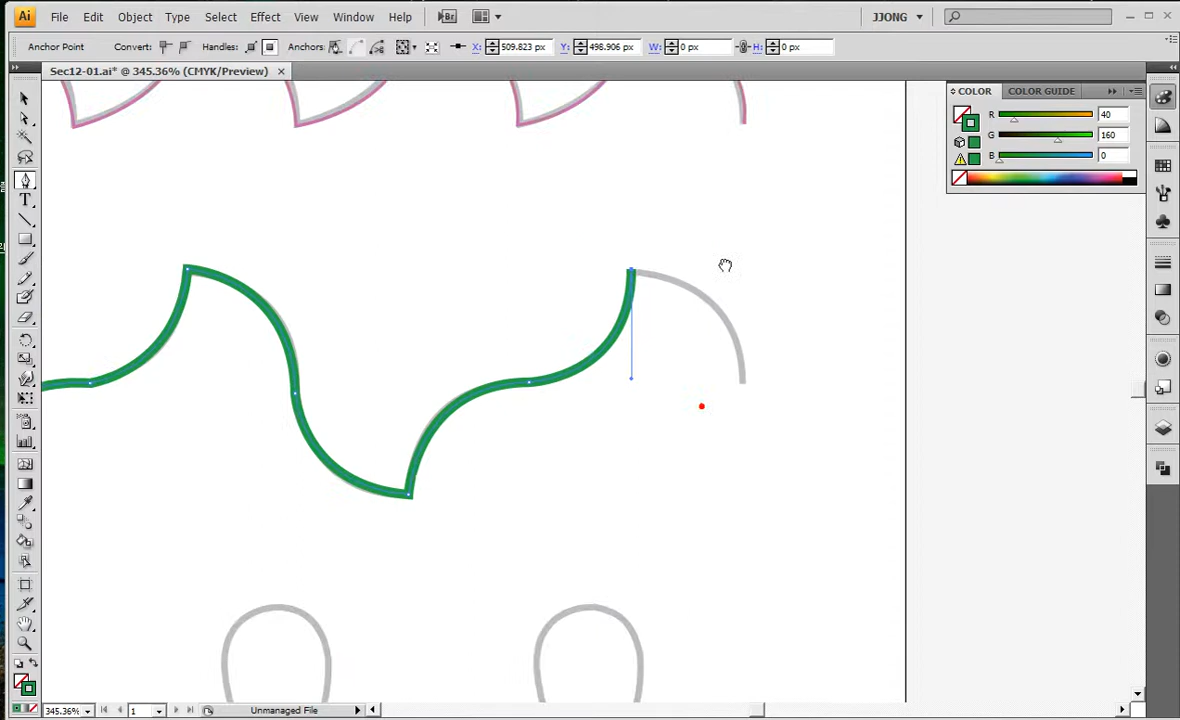 Ai File Edit Object Type Select Effect View Window Help Br JJONG
Anchor Point Convert: Handles: Anchors: X: 509.823 px Y: 498.906 px W: 0 px H: 0 px
Sec12-01.ai* @ 345.36% (CMYK/Preview)
COLOR COLOR GUIDE
R 40
G 160
B 0
T
345.36% 1 Unmanaged File